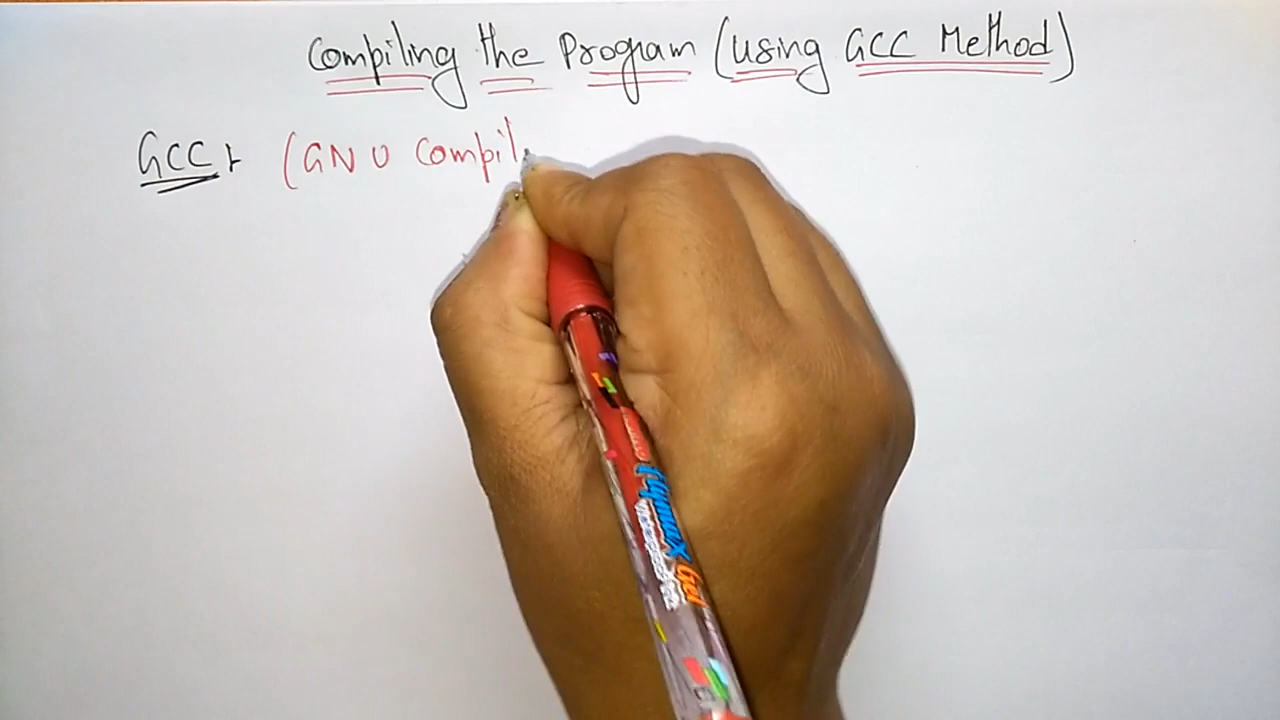 Compiling the Program (Using GCC Method)
GCC: (GNU Compil